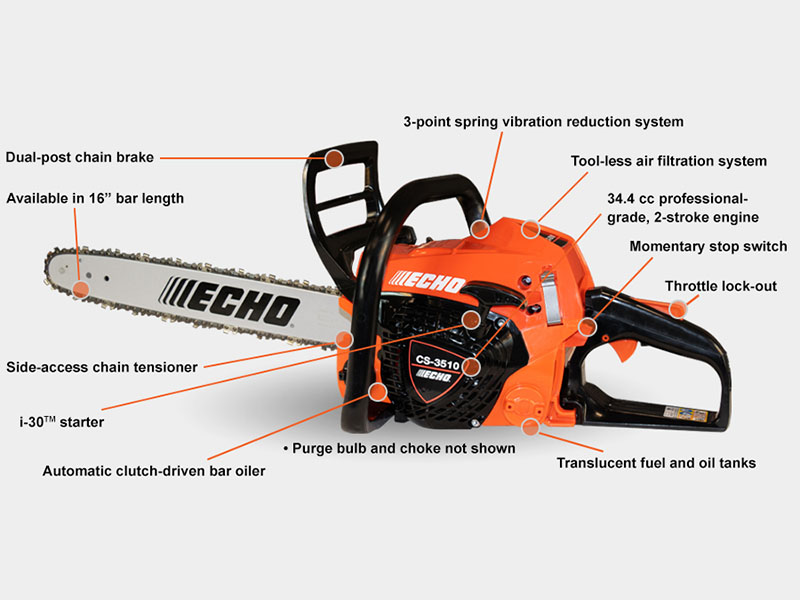 3-point spring vibration reduction system
Dual-post chain brake
Tool-less air filtration system
Available in 16” bar length
34.4 cc professional-
grade, 2-stroke engine
Momentary stop switch
Throttle lock-out
ECHO
ECHO
CS-3510
ECHO
Side-access chain tensioner
i-30™ starter
• Purge bulb and choke not shown
Automatic clutch-driven bar oiler
Translucent fuel and oil tanks